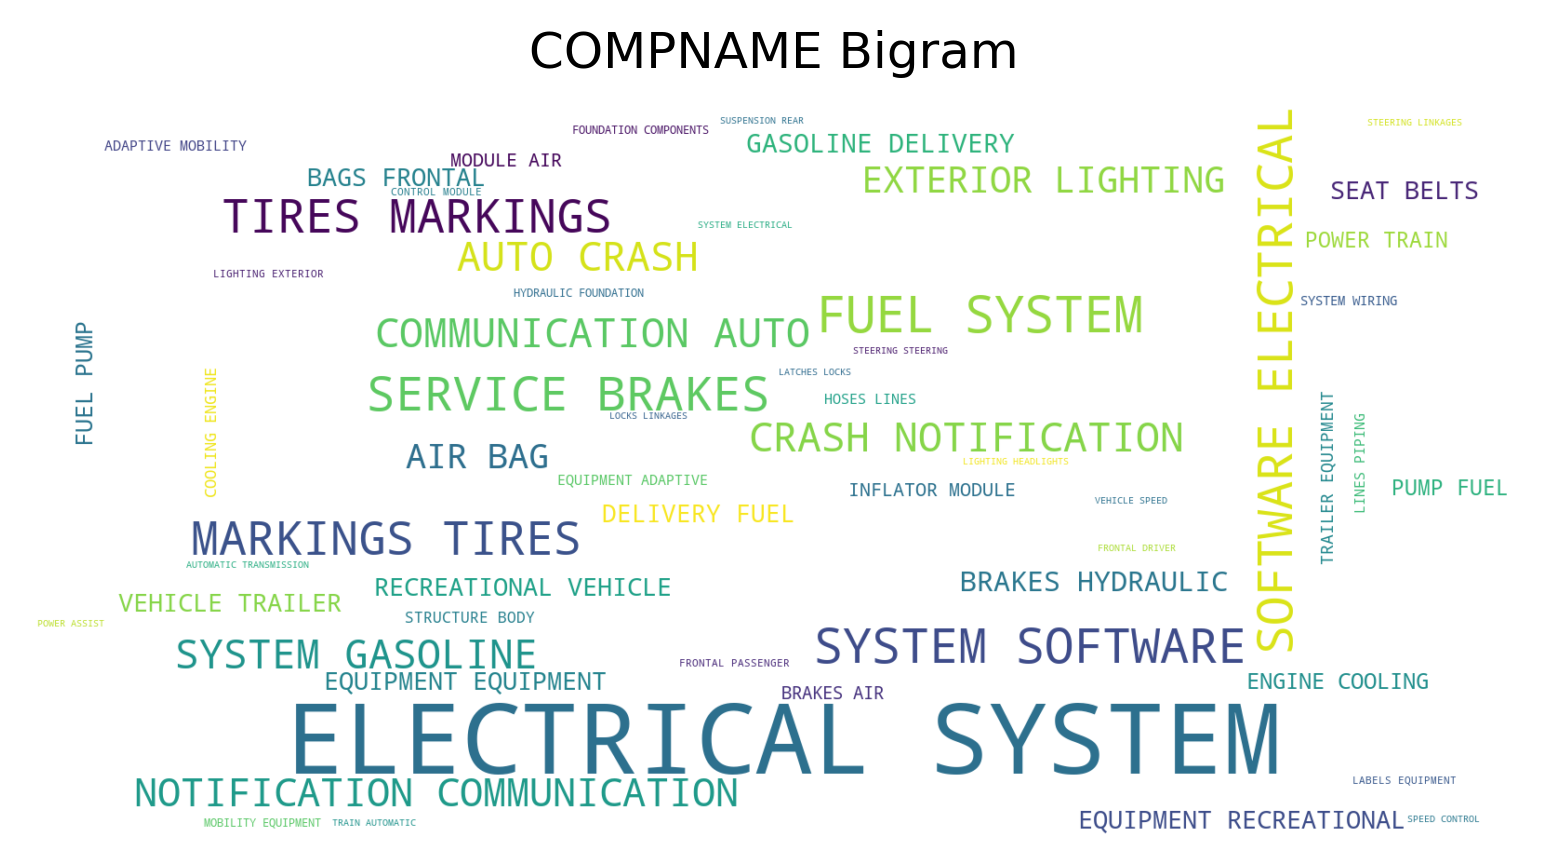 COMPNAME Bigram
SUSPENSION REAR
STEERING LINKAGES
FOUNDATION COMPONENTS
ADAPTIVE MOBILITY
GASOLINE DELIVERY
MODULE AIR
BAGS FRONTAL
EXTERIOR LIGHTING
CONTROL MODULE
SEAT BELTS
TIRES MARKINGS
SYSTEM ELECTRICAL
POWER TRAIN
AUTO CRASH
LIGHTING EXTERIOR
HYDRAULIC FOUNDATION
SYSTEM WIRING
FUEL SYSTEM
COMMUNICATION AUTO
STEERING STEERING
SOFTWARE ELECTRICAL
FUEL PUMP
LATCHES LOCKS
SERVICE BRAKES
HOSES LINES
LOCKS LINKAGES
COOLING ENGINE
CRASH NOTIFICATION
AIR BAG
LIGHTING HEADLIGHTS
TRAILER EQUIPMENT
LINES PIPING
EQUIPMENT ADAPTIVE
INFLATOR MODULE
PUMP FUEL
VEHICLE SPEED
DELIVERY FUEL
MARKINGS TIRES
FRONTAL DRIVER
AUTOMATIC TRANSMISSION
BRAKES HYDRAULIC
RECREATIONAL VEHICLE
VEHICLE TRAILER
STRUCTURE BODY
POWER ASSIST
SYSTEM SOFTWARE
SYSTEM GASOLINE
FRONTAL PASSENGER
EQUIPMENT EQUIPMENT
ENGINE COOLING
BRAKES AIR
ELECTRICAL SYSTEM
LABELS EQUIPMENT
NOTIFICATION COMMUNICATION
EQUIPMENT RECREATIONAL
SPEED CONTROL
MOBILITY EQUIPMENT
TRAIN AUTOMATIC